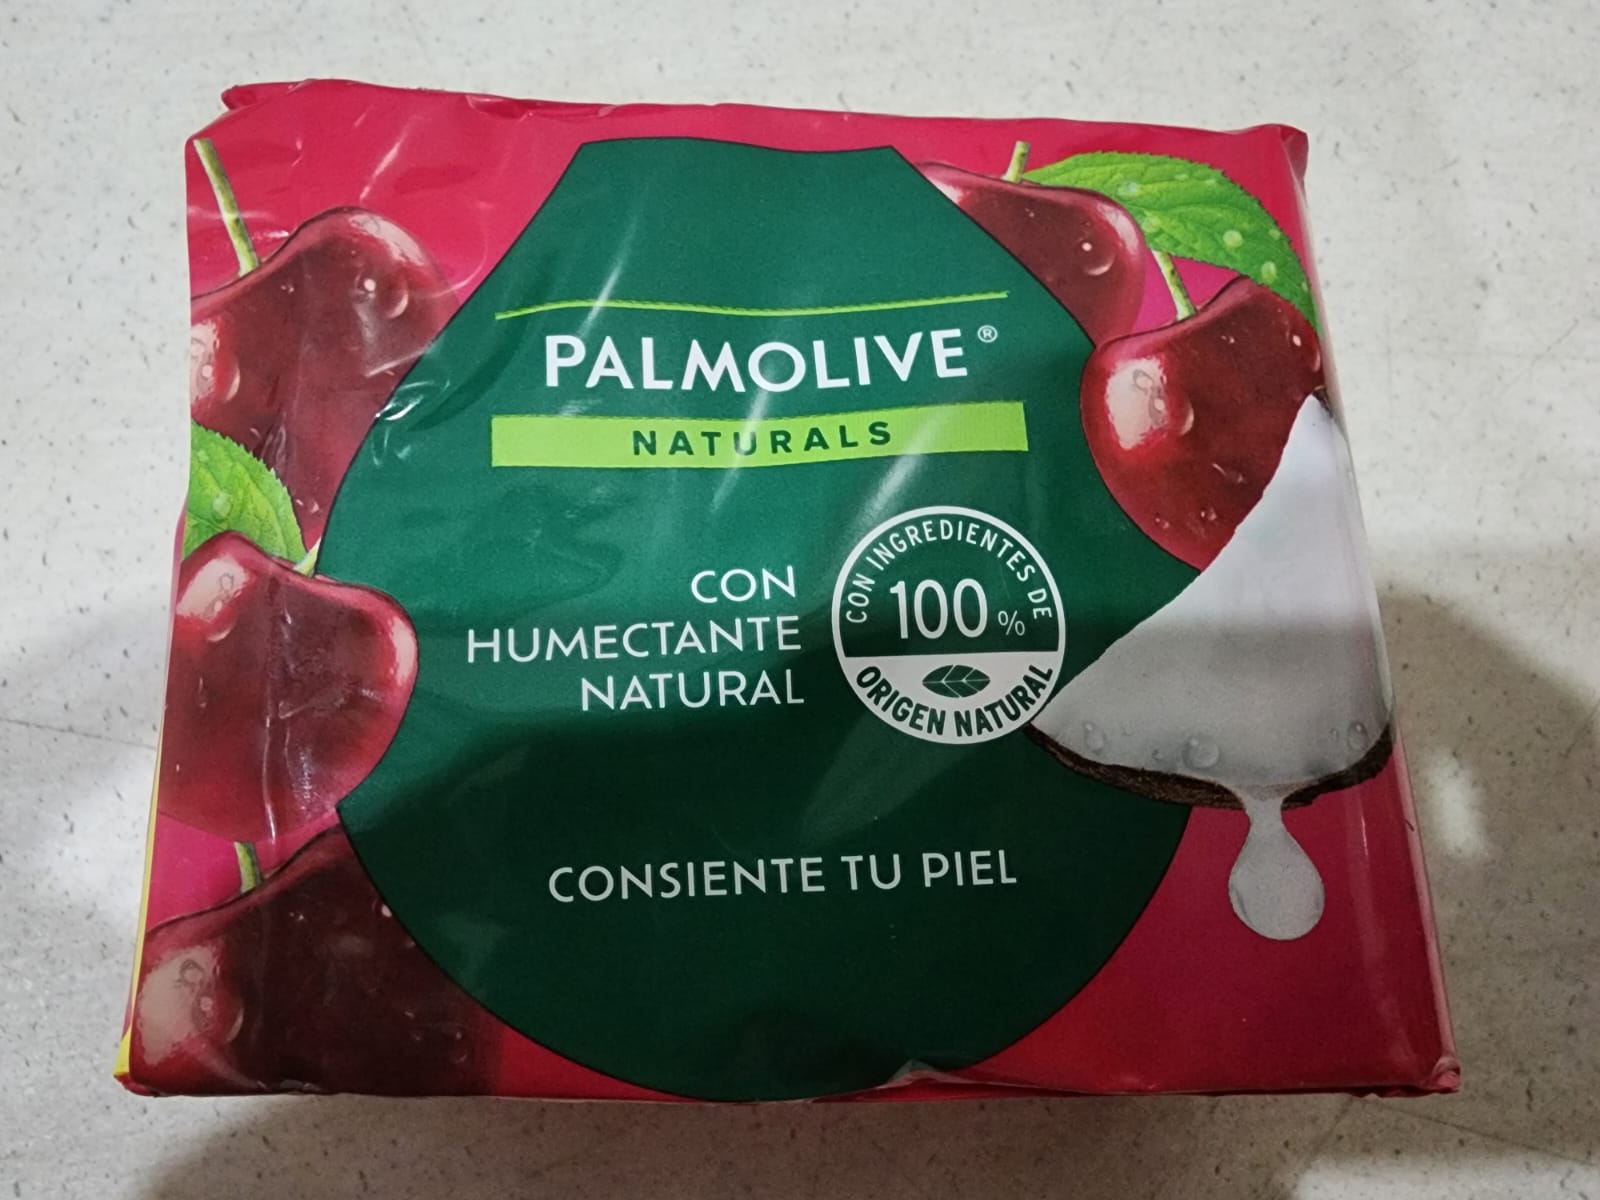 PALMOLIVE®
NATURALS
CON
HUMECTANTE
NATURAL
CON INGREDIENTES DE
100%
ORIGEN NATURAL
CONSIENTE TU PIEL